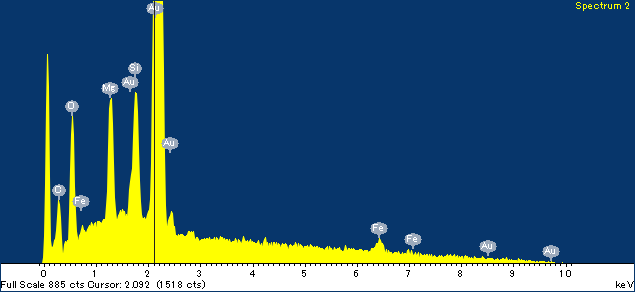 Spectrum 2
Au
Si
Au
Mg
O
Au
O
Fe
Fe
Fe
Au
Au
0 1 2 3 4 5 6 7 8 9 10
Full Scale 885 cts Cursor: 2.092 (1518 cts) keV